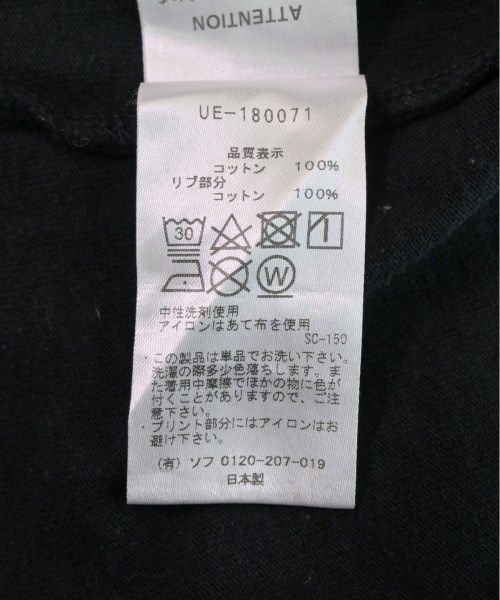 ATTENTION
UE-180071
品質表示
コットン 100%
リブ部分
コットン 100%
30
W
中性洗剤使用
アイロンはあて布を使用
SC-150
・この製品は単品でお洗い下さい。
洗濯の際多少色落ちします。ま
た着用中摩擦でほかの物に色が
付くことがありますので、ご注
意下さい。
・プリント部分にはアイロンはお
避け下さい。
(有) ソフ 0120-207-019
日本製